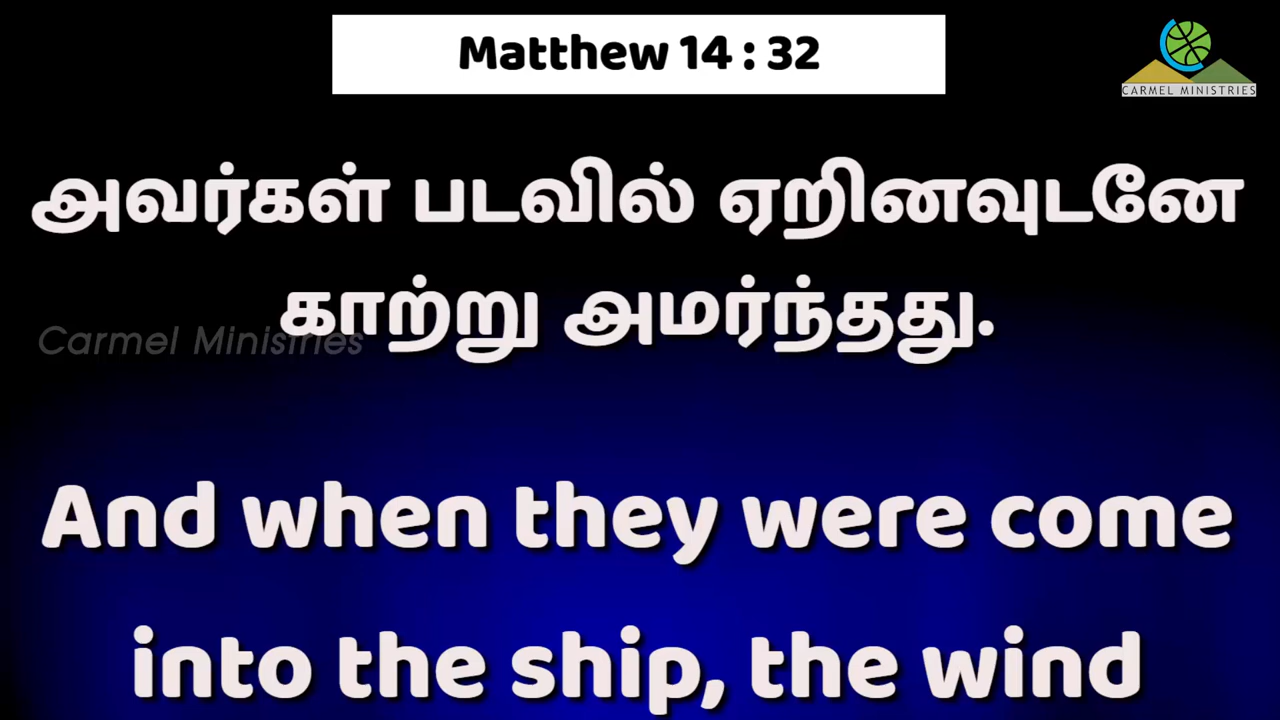 Matthew 14 : 32
CARMEL MINISTRIES
அவர்கள் படவில் ஏறினவுடனே
காற்று அமர்ந்தது.
Carmel Ministries
And when they were come
into the ship, the wind